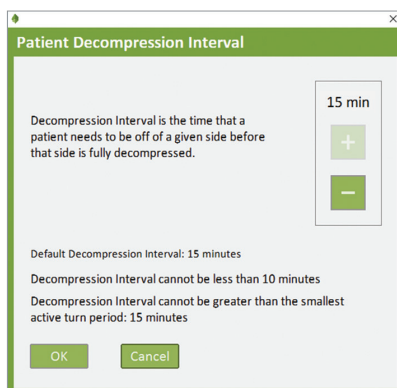 Patient Decompression Interval
15 min
Decompression Interval is the time that a
patient needs to be off of a given side before
that side is fully decompressed.
+
−
Default Decompression Interval: 15 minutes
Decompression Interval cannot be less than 10 minutes
Decompression Interval cannot be greater than the smallest
active turn period: 15 minutes
OK
Cancel